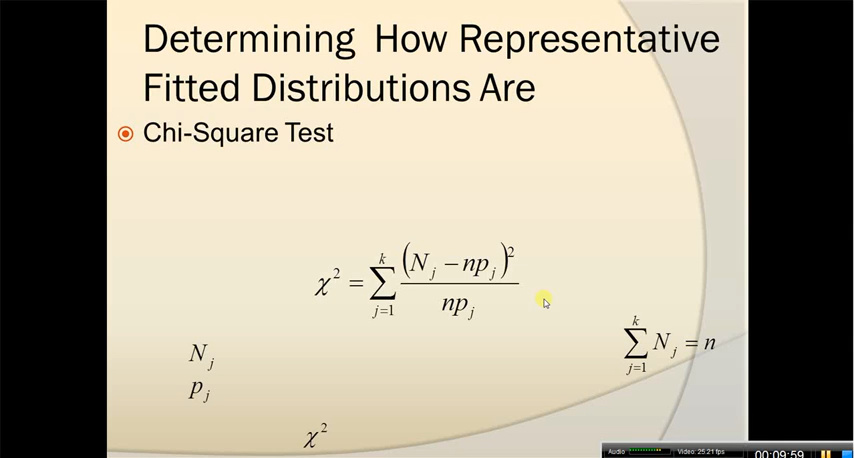 Determining How Representative
Fitted Distributions Are
Chi-Square Test
χ² = ∑_{j=1}^{k} (N_j − np_j)² / np_j
∑_{j=1}^{k} N_j = n
N_j
p_j
χ²
Audio Video: 25.21 fps 00:09:59